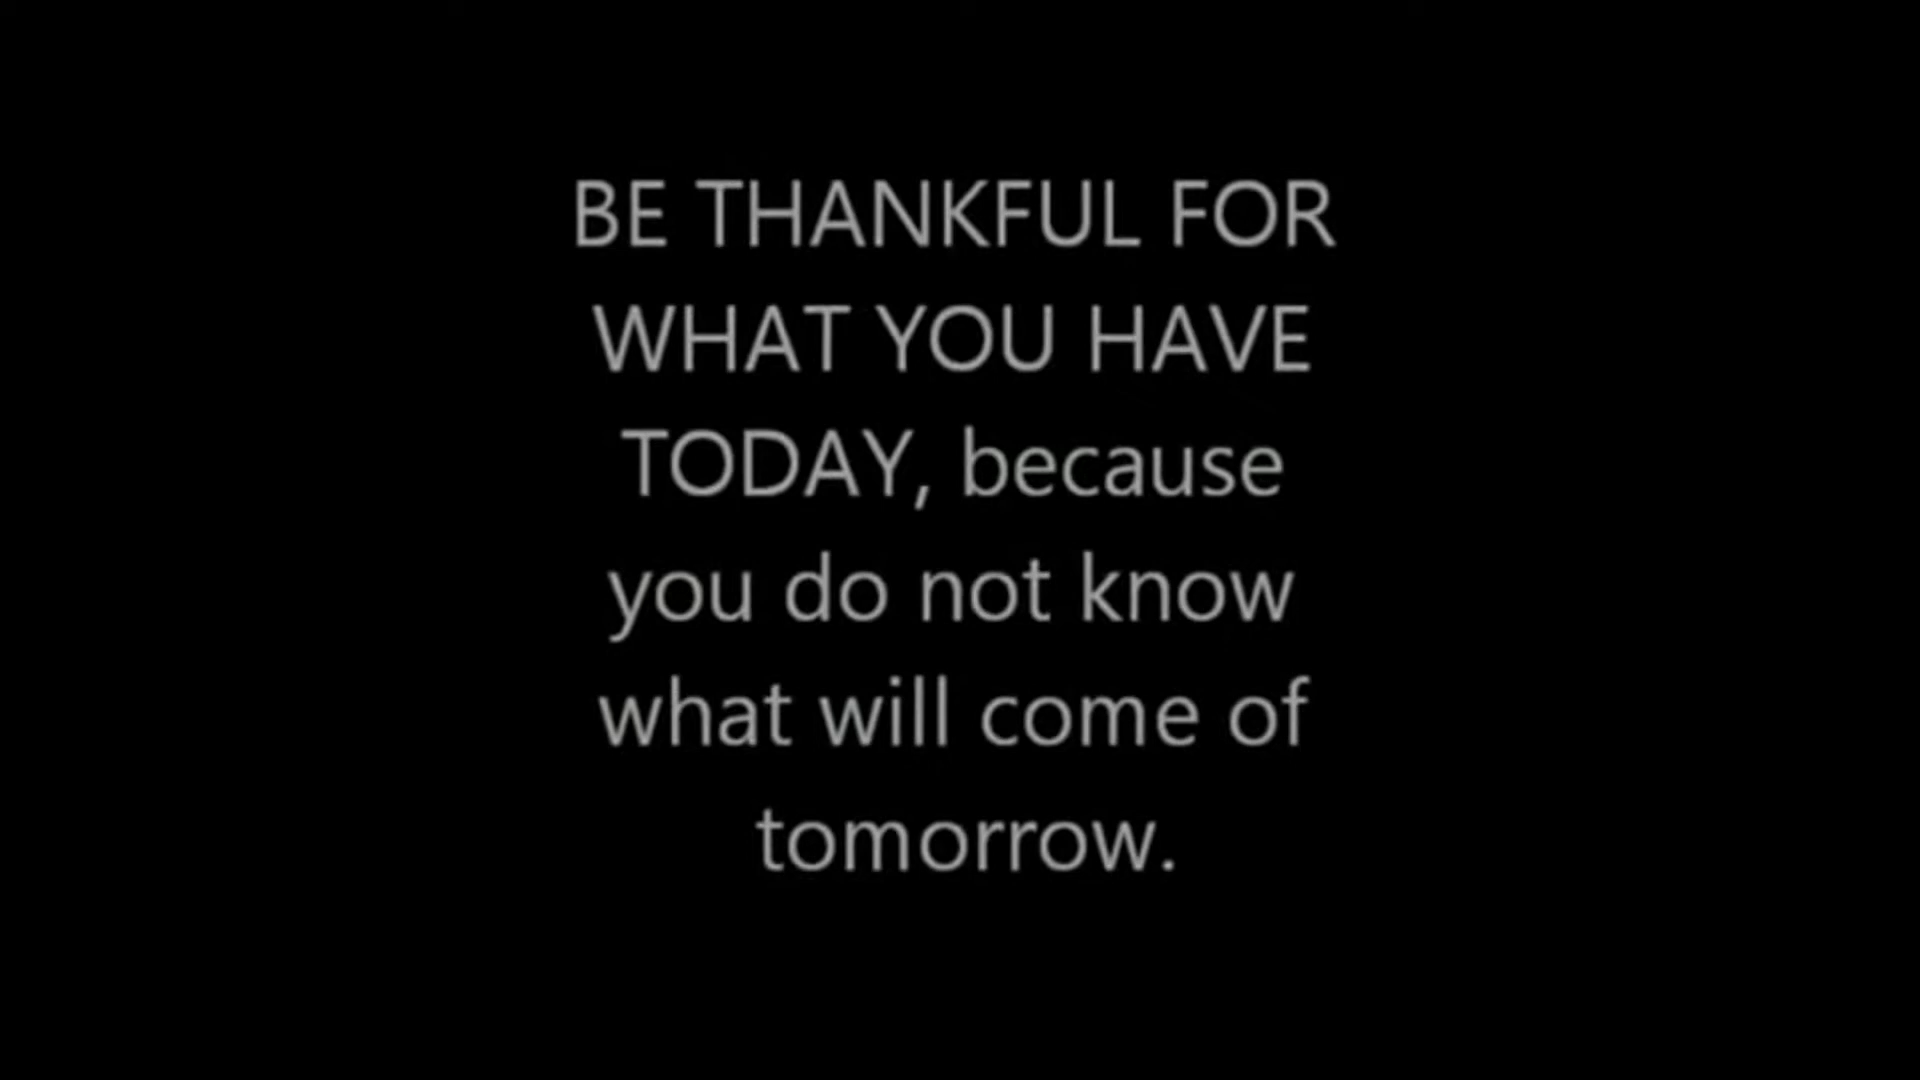 BE THANKFUL FOR
WHAT YOU HAVE
TODAY, because
you do not know
what will come of
tomorrow.